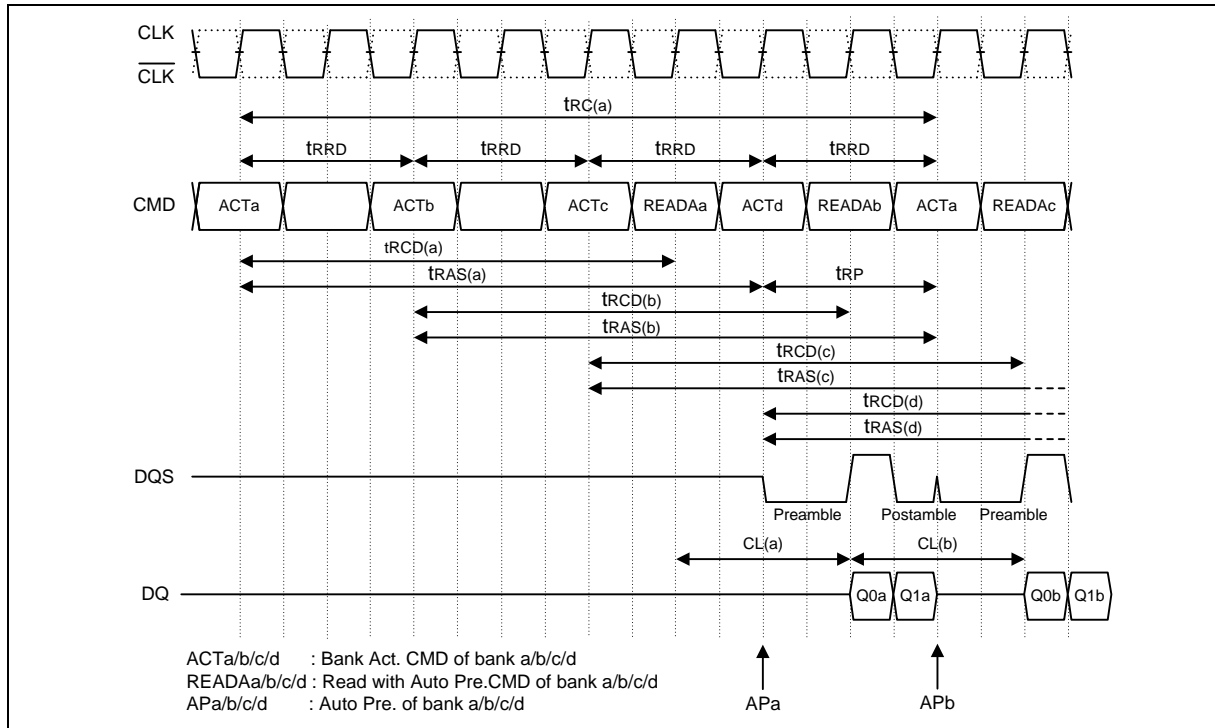 CLK
CLK
tRC(a)
tRRD tRRD tRRD tRRD
CMD ACTa ACTb ACTc READAa ACTd READAb ACTa READAc
tRCD(a)
tRAS(a) tRP
tRCD(b)
tRAS(b)
tRCD(c)
tRAS(c)
tRCD(d)
tRAS(d)
DQS
Preamble Postamble Preamble
CL(a) CL(b)
DQ Q0a Q1a Q0b Q1b
ACTa/b/c/d : Bank Act. CMD of bank a/b/c/d
READAa/b/c/d : Read with Auto Pre.CMD of bank a/b/c/d
APa/b/c/d : Auto Pre. of bank a/b/c/d
APa APb